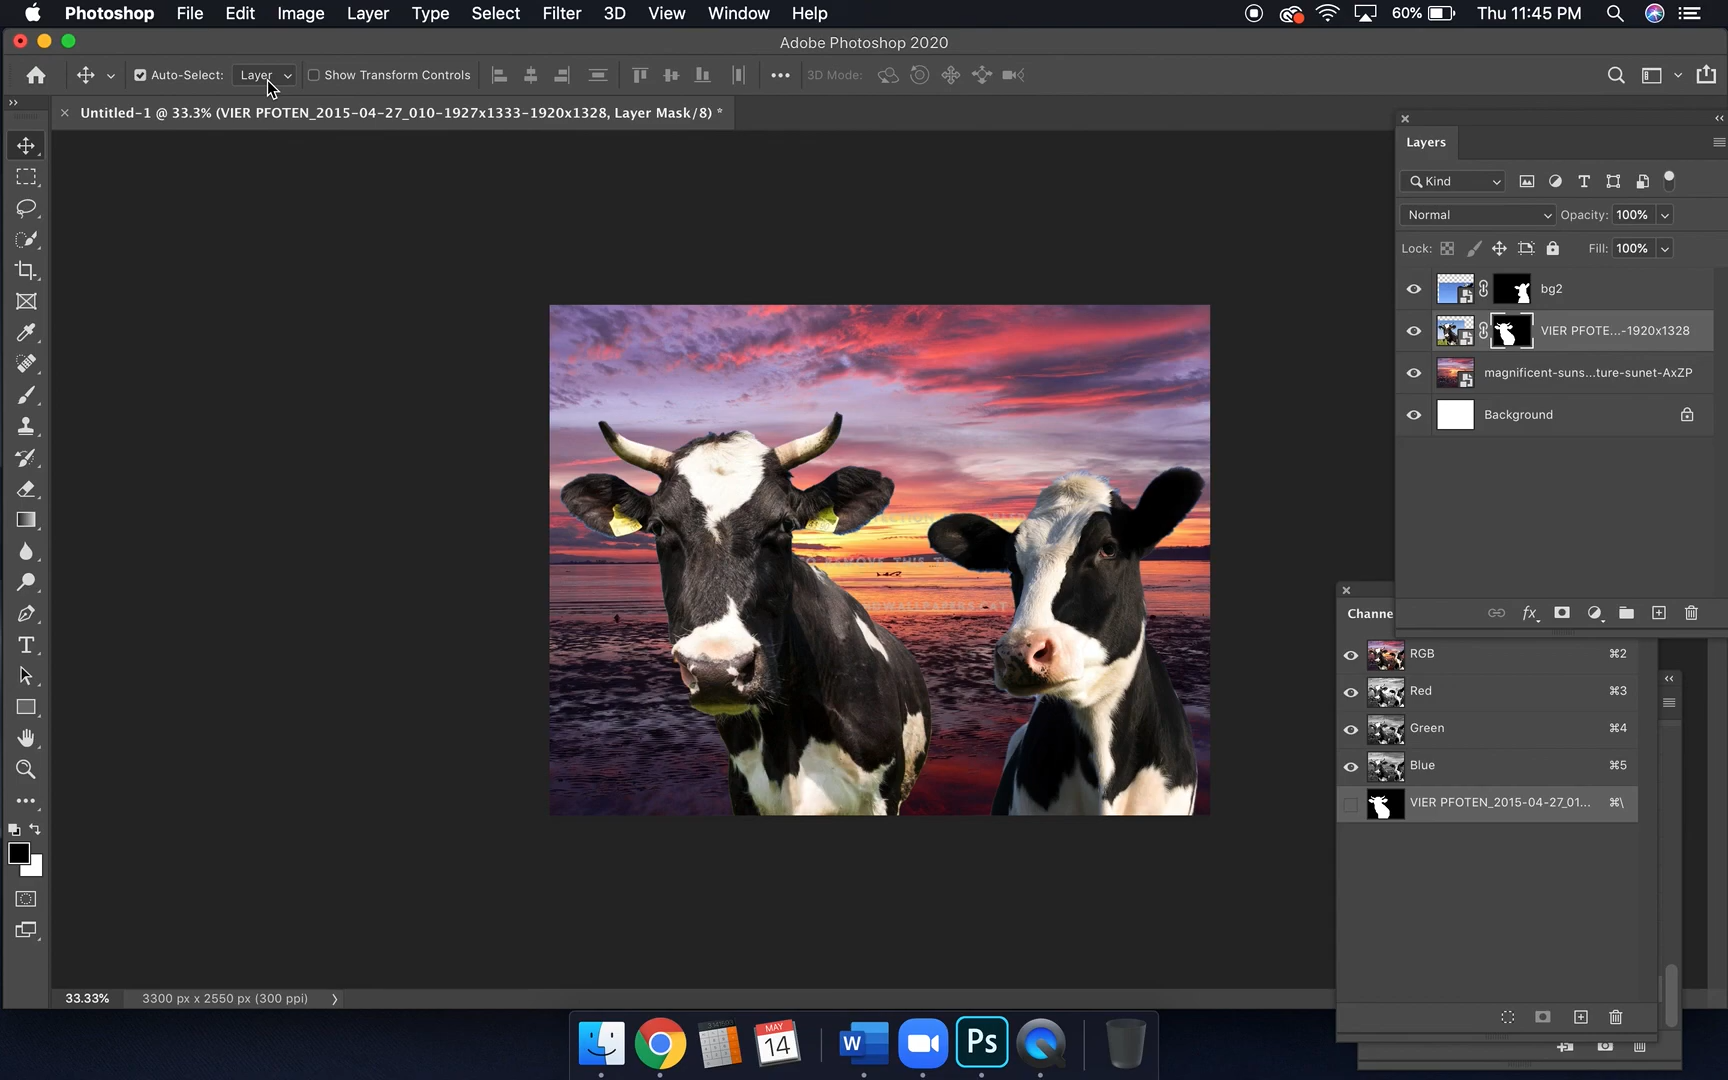 Photoshop File Edit Image Layer Type Select Filter 3D View Window Help 60% Thu 11:45 PM
Adobe Photoshop 2020
Auto-Select: Layer Show Transform Controls 3D Mode:
Untitled-1 @ 33.3% (VIER PFOTEN_2015-04-27_010-1927x1333-1920x1328, Layer Mask/8) *
Layers
Kind
Normal Opacity: 100%
Lock: Fill: 100%
bg2
VIER PFOTE...-1920x1328
magnificent-suns...ture-sunet-AxZP
Background
Channe
RGB ⌘2
Red ⌘3
Green ⌘4
Blue ⌘5
VIER PFOTEN_2015-04-27_01... ⌘\
33.33% 3300 px x 2550 px (300 ppi)
MAY
14
W
Ps